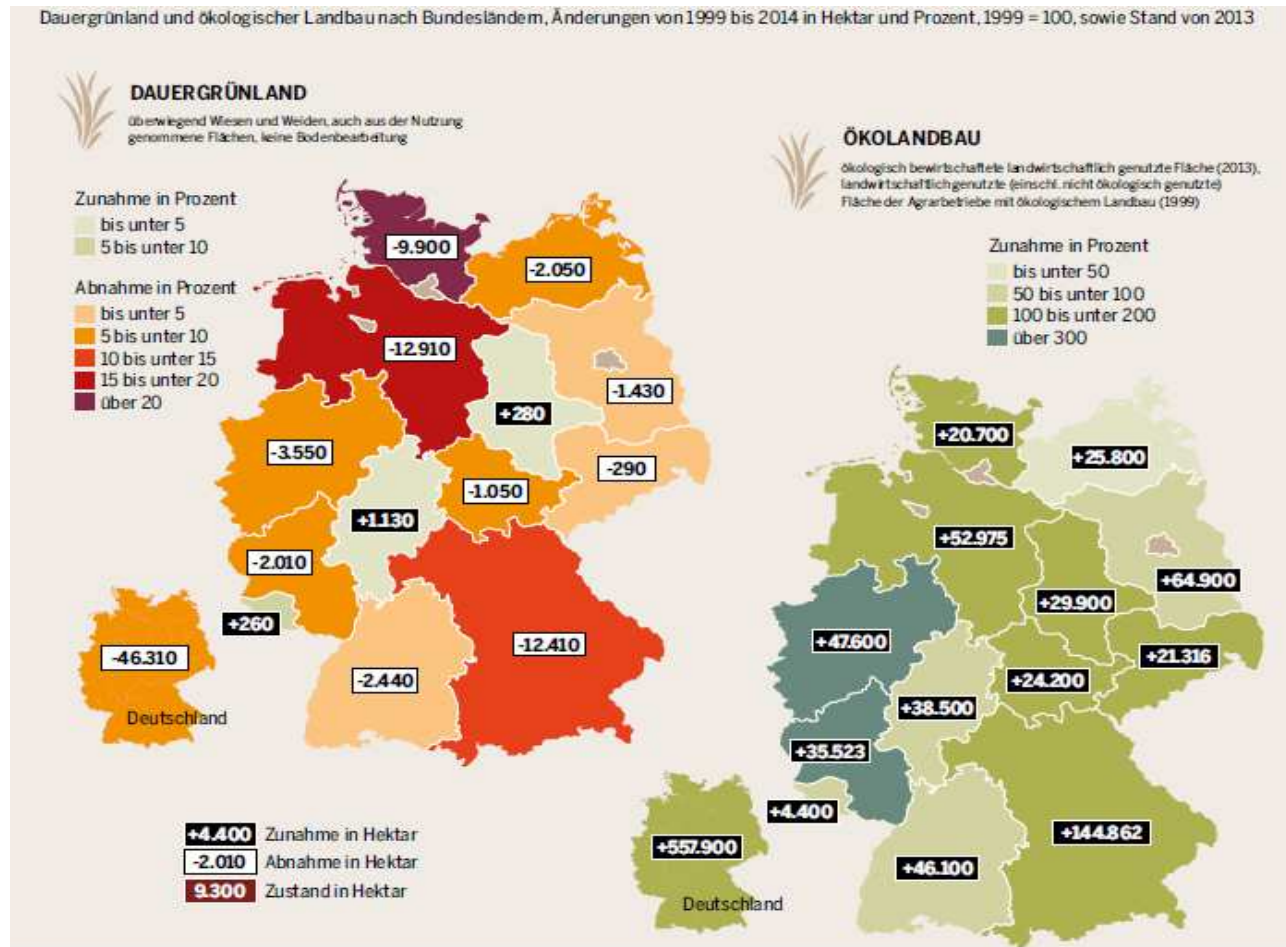 Dauergrünland und ökologischer Landbau nach Bundesländern, Änderungen von 1999 bis 2014 in Hektar und Prozent, 1999 = 100, sowie Stand von 2013
DAUERGRÜNLAND
überwiegend Wiesen und Weiden, auch aus der Nutzung
genommene Flächen, keine Bodenbearbeitung
Zunahme in Prozent
bis unter 5
5 bis unter 10
Abnahme in Prozent
bis unter 5
5 bis unter 10
10 bis unter 15
15 bis unter 20
über 20
-9.900
-2.050
-12.910
-1.430
+280
-3.550
-290
-1.050
+1.130
-2.010
+260
-12.410
-46.310
-2.440
Deutschland
+4.400 Zunahme in Hektar
-2.010 Abnahme in Hektar
9.300 Zustand in Hektar
ÖKOLANDBAU
ökologisch bewirtschaftete landwirtschaftlich genutzte Fläche (2013),
landwirtschaftlich genutzte (einschl. nicht ökologisch genutzte)
Fläche der Agrarbetriebe mit ökologischem Landbau (1999)
Zunahme in Prozent
bis unter 50
50 bis unter 100
100 bis unter 200
über 300
+20.700
+25.800
+52.975
+64.900
+29.900
+47.600
+21.316
+24.200
+38.500
+35.523
+4.400
+144.862
+557.900
+46.100
Deutschland